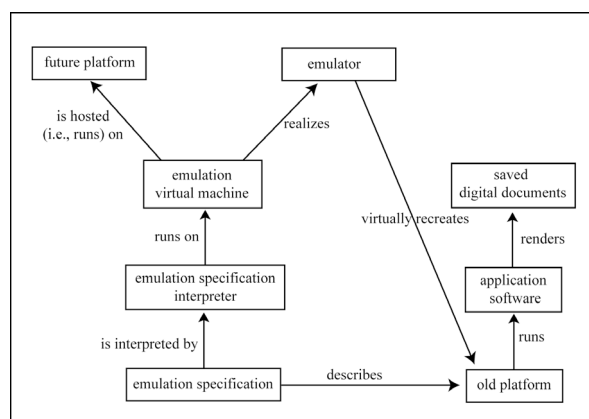 future platform
emulator
is hosted
(i.e., runs) on
realizes
emulation
virtual machine
saved
digital documents
virtually recreates
runs on
renders
emulation specification
interpreter
application
software
is interpreted by
runs
emulation specification
describes
old platform